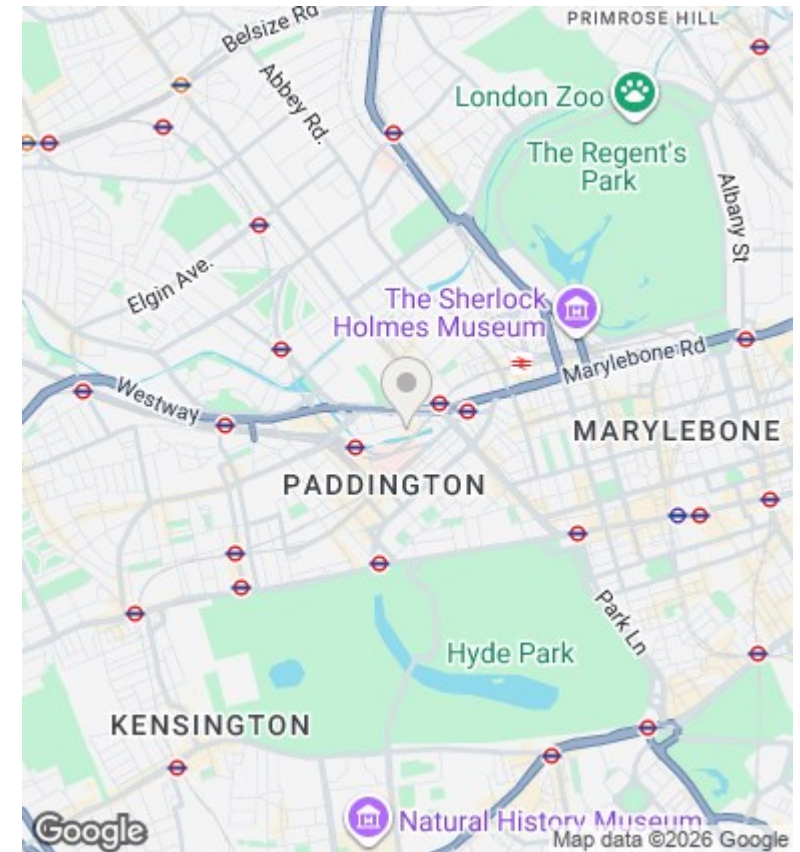 PRIMROSE HILL
Belsize Rd
Abbey Rd.
London Zoo
The Regent's
Park
Albany St
Elgin Ave.
The Sherlock
Holmes Museum
Marylebone Rd
Westway
MARYLEBONE
PADDINGTON
Park Ln
Hyde Park
KENSINGTON
Natural History Museum
Google
Map data ©2026 Google